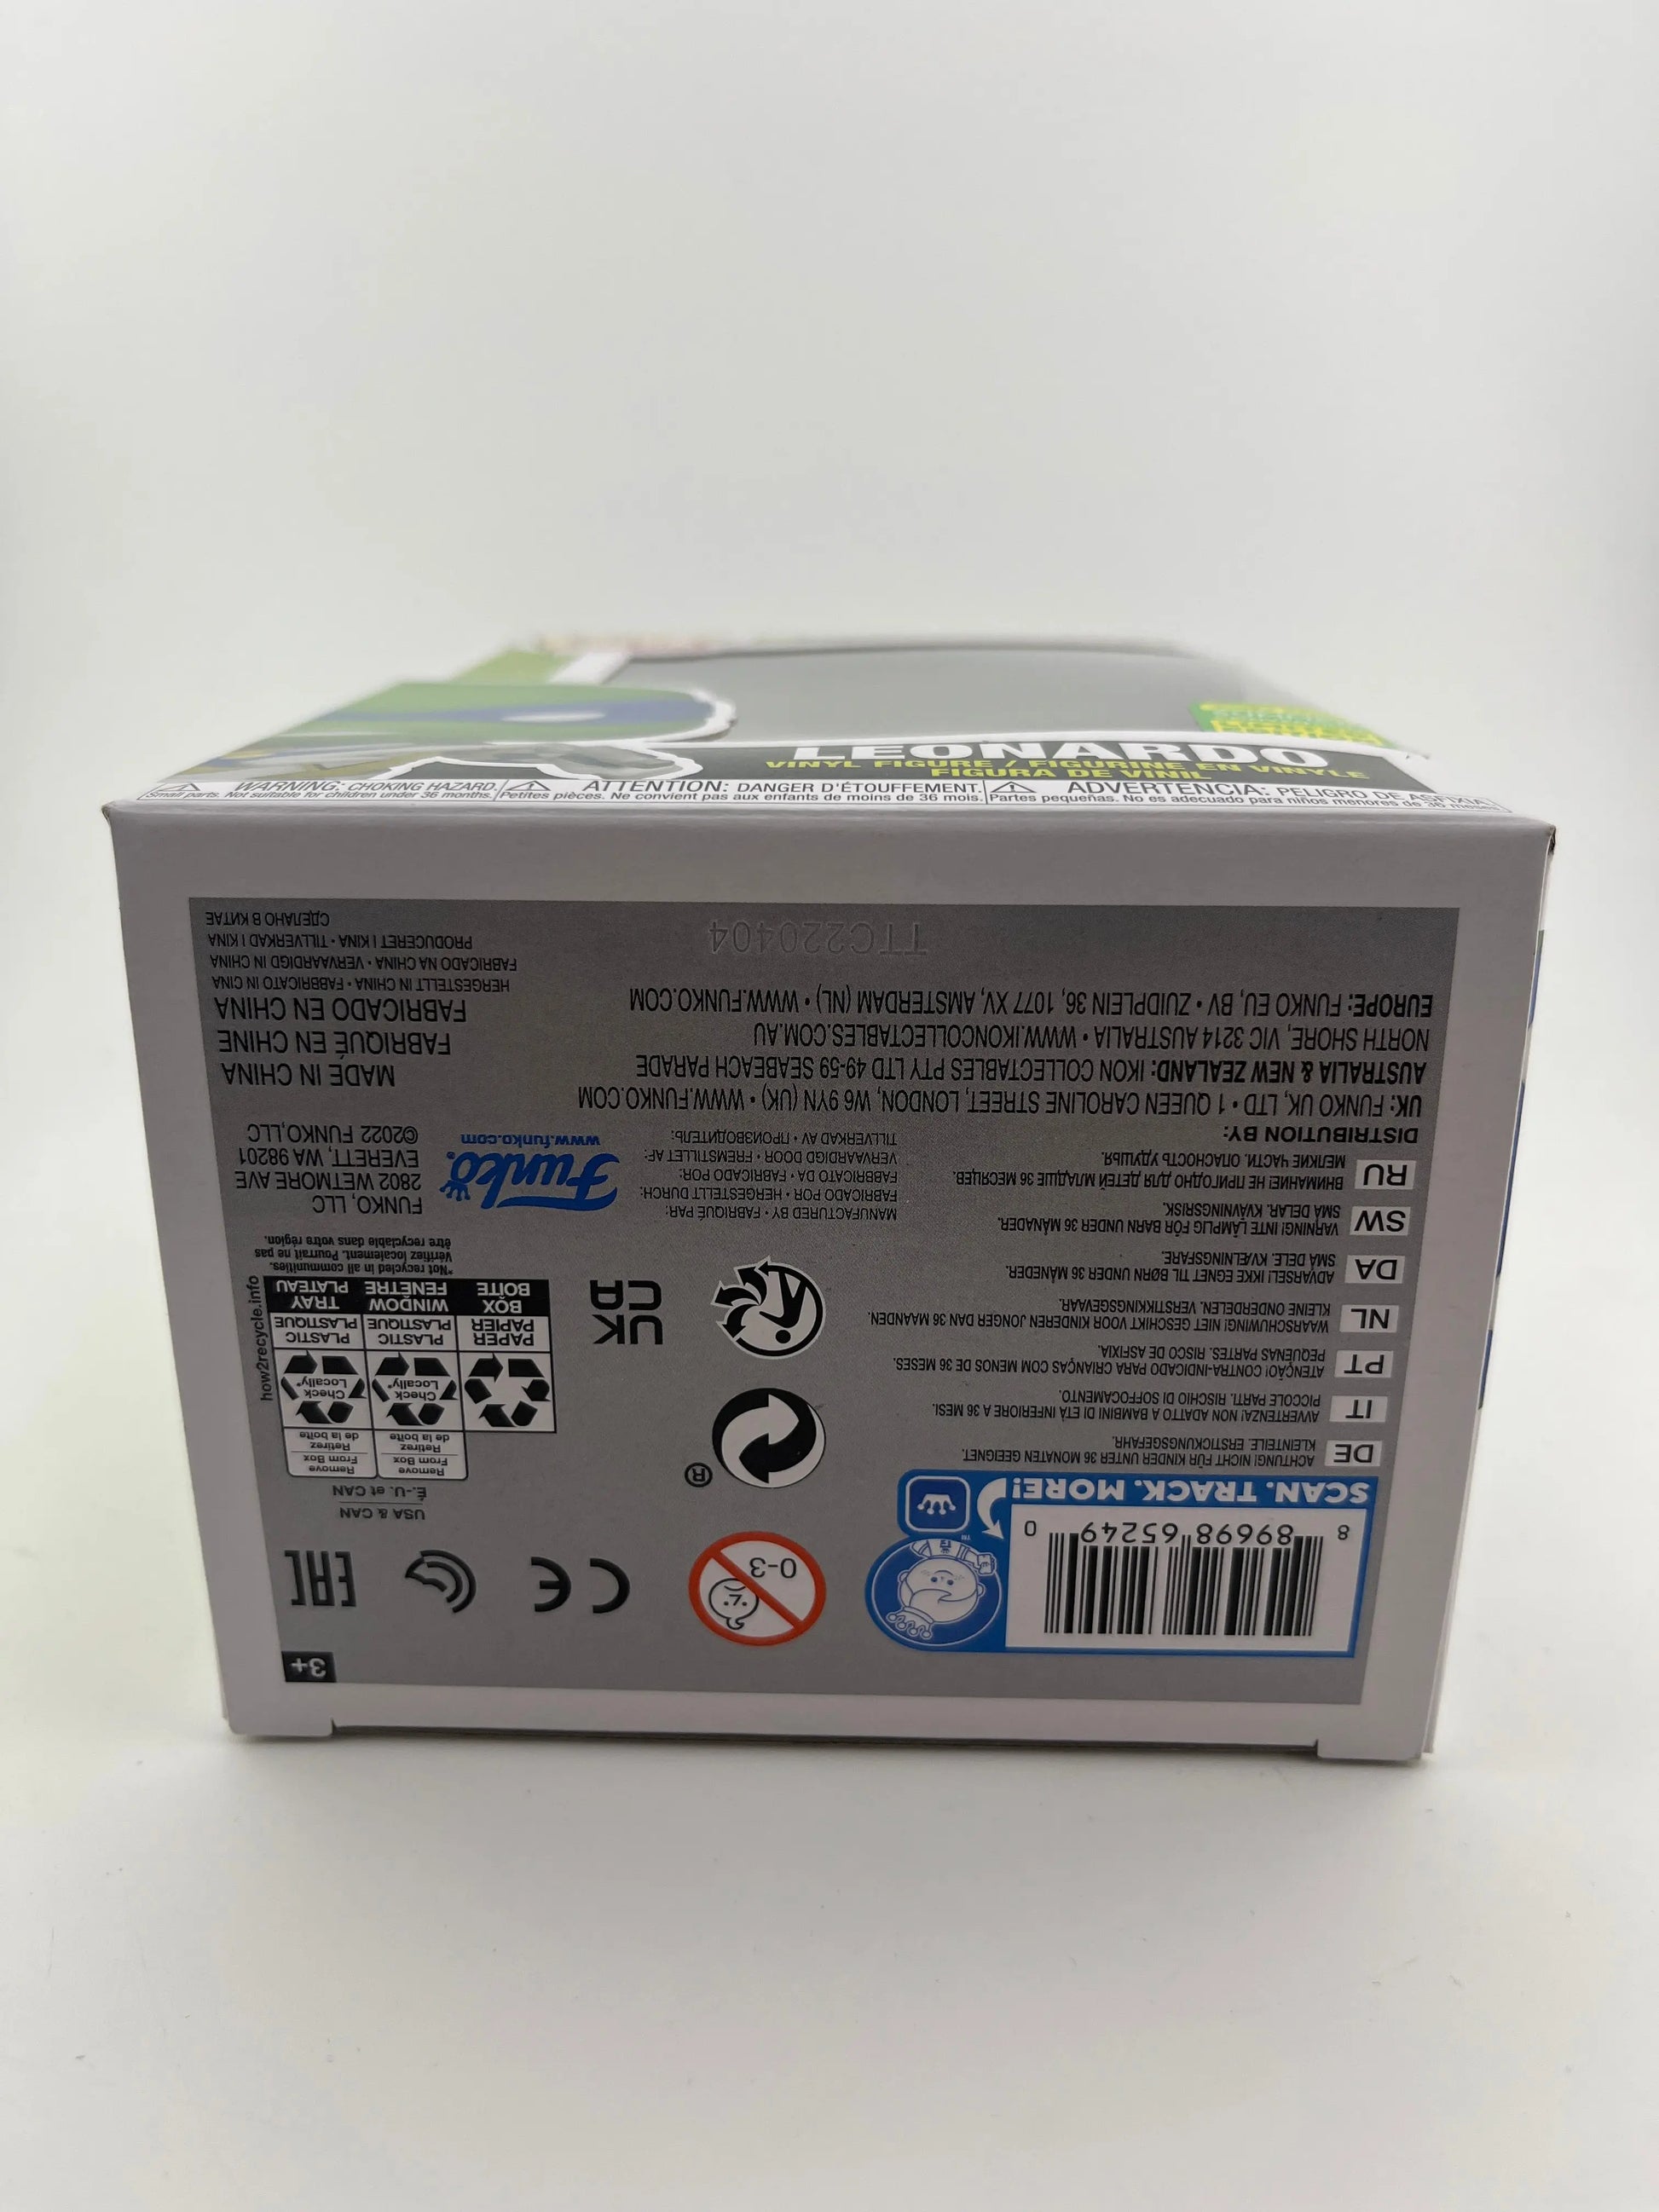 LEONARDO
VINYL FIGURE / FIGURINE EN VINYLE
FIGURA DE VINIL
WARNING: CHOKING HAZARD.
Small parts. Not suitable for children under 36 months.
ATTENTION: DANGER D'ÉTOUFFEMENT.
Petites pièces. Ne convient pas aux enfants de moins de 36 mois.
ADVERTENCIA: PELIGRO DE ASFIXIA.
Partes pequeñas. No es adecuado para niños menores de 36 meses.
8 89698 65249 0
SCAN. TRACK. MORE!
TM
0-3
CE
EAC
3+
DE
ACHTUNG! NICHT FÜR KINDER UNTER 36 MONATEN GEEIGNET.
KLEINTEILE. ERSTICKUNGSGEFAHR.
IT
AVVERTENZA! NON ADATTO A BAMBINI DI ETÀ INFERIORE A 36 MESI.
PICCOLE PARTI. RISCHIO DI SOFFOCAMENTO.
PT
ATENÇÃO! CONTRA-INDICADO PARA CRIANÇAS COM MENOS DE 36 MESES.
PEQUENAS PARTES. RISCO DE ASFIXIA.
NL
WAARSCHUWING! NIET GESCHIKT VOOR KINDEREN JONGER DAN 36 MAANDEN.
KLEINE ONDERDELEN. VERSTIKKINGSGEVAAR.
DA
ADVARSEL! IKKE EGNET TIL BØRN UNDER 36 MÅNEDER.
SMÅ DELE. KVÆLNINGSFARE.
SW
VARNING! INTE LÄMPLIG FÖR BARN UNDER 36 MÅNADER.
SMÅ DELAR. KVÄVNINGSRISK.
RU
ВНИМАНИЕ! НЕ ПРИГОДНО ДЛЯ ДЕТЕЙ МЛАДШЕ 36 МЕСЯЦЕВ.
МЕЛКИЕ ЧАСТИ. ОПАСНОСТЬ УДУШЬЯ.
®
UK
CA
USA & CAN
É.-U. et CAN
Remove
From Box
Retirez
de la boîte
Remove
From Box
Retirez
de la boîte
Check
Locally*
Check
Locally*
PAPER
PAPIER
BOX
BOÎTE
PLASTIC
PLASTIQUE
WINDOW
FENÊTRE
PLASTIC
PLASTIQUE
TRAY
PLATEAU
how2recycle.info
*Not recycled in all communities.
Vérifiez localement. Pourrait ne pas
être recyclable dans votre région.
MANUFACTURED BY • FABRIQUÉ PAR:
FABRICADO POR • HERGESTELLT DURCH:
FABBRICATO DA • FABRICADO POR:
VERVAARDIGD DOOR • FREMSTILLET AF:
TILLVERKAD AV • ПРОИЗВОДИТЕЛЬ:
Funko®
www.funko.com
FUNKO, LLC
2802 WETMORE AVE
EVERETT, WA 98201
©2022 FUNKO,LLC
DISTRIBUTION BY:
UK: FUNKO UK, LTD • 1 QUEEN CAROLINE STREET, LONDON, W6 9YN (UK) • WWW.FUNKO.COM
AUSTRALIA & NEW ZEALAND: IKON COLLECTABLES PTY LTD 49-59 SEABEACH PARADE
NORTH SHORE, VIC 3214 AUSTRALIA • WWW.IKONCOLLECTABLES.COM.AU
EUROPE: FUNKO EU, BV • ZUIDPLEIN 36, 1077 XV, AMSTERDAM (NL) • WWW.FUNKO.COM
MADE IN CHINA
FABRIQUÉ EN CHINE
FABRICADO EN CHINA
HERGESTELLT IN CHINA • FABBRICATO IN CINA
FABRICADO NA CHINA • VERVAARDIGD IN CHINA
PRODUCERET I KINA • TILLVERKAD I KINA
СДЕЛАНО В КИТАЕ
TTC220404